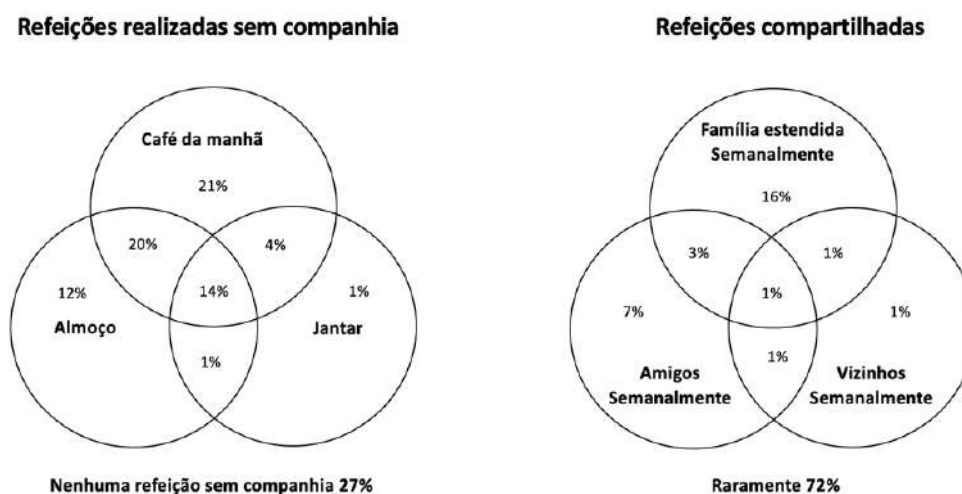 Refeições realizadas sem companhia
Café da manhã
21%
20%
4%
12%
14%
1%
Almoço
Jantar
1%
Nenhuma refeição sem companhia 27%
Refeições compartilhadas
Família estendida
Semanalmente
16%
3%
1%
7%
1%
1%
1%
Amigos
Semanalmente
Vizinhos
Semanalmente
Raramente 72%